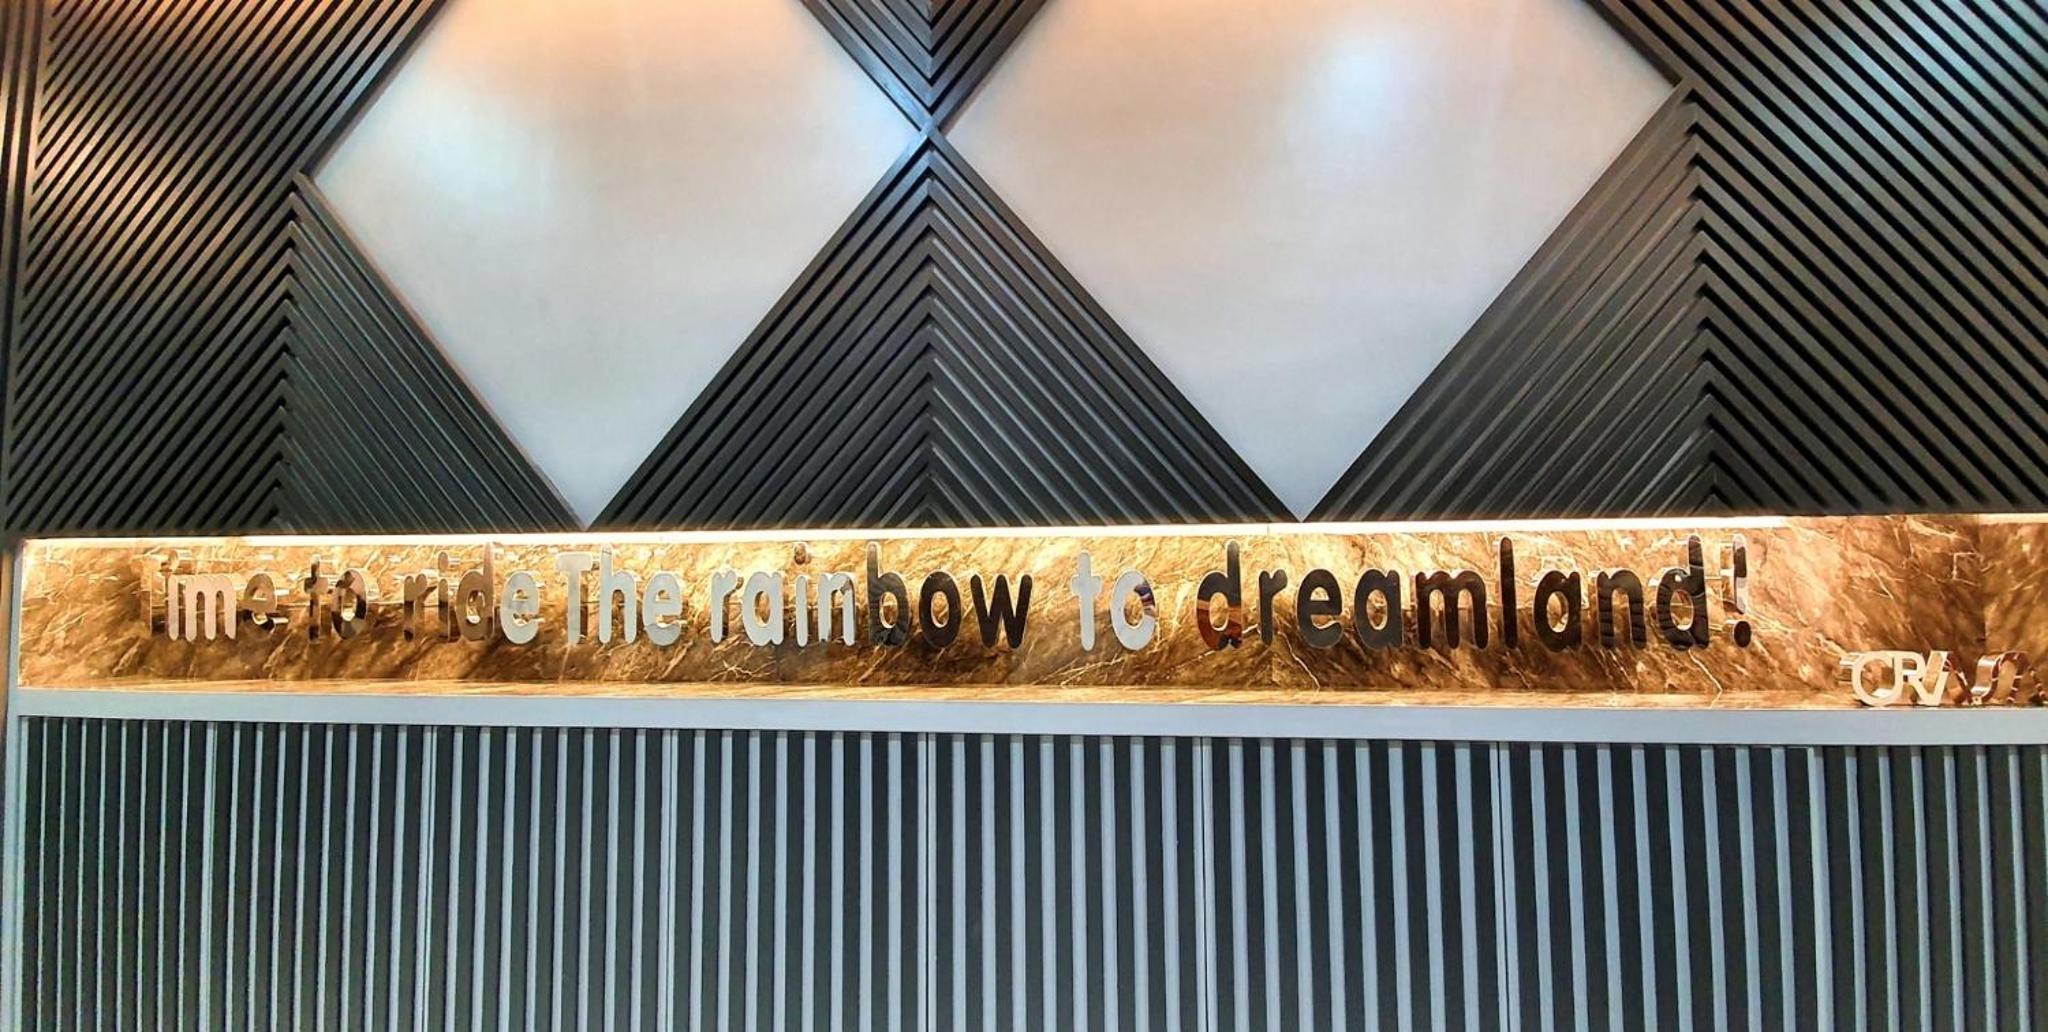 Time to ride The rainbow to dreamland!